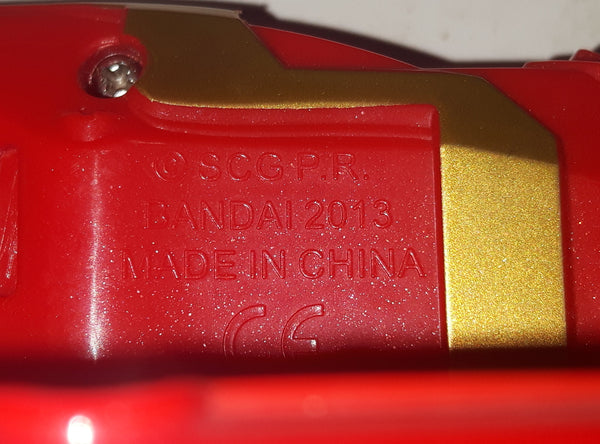 © SCG P.R.
BANDAI 2013
MADE IN CHINA
CE